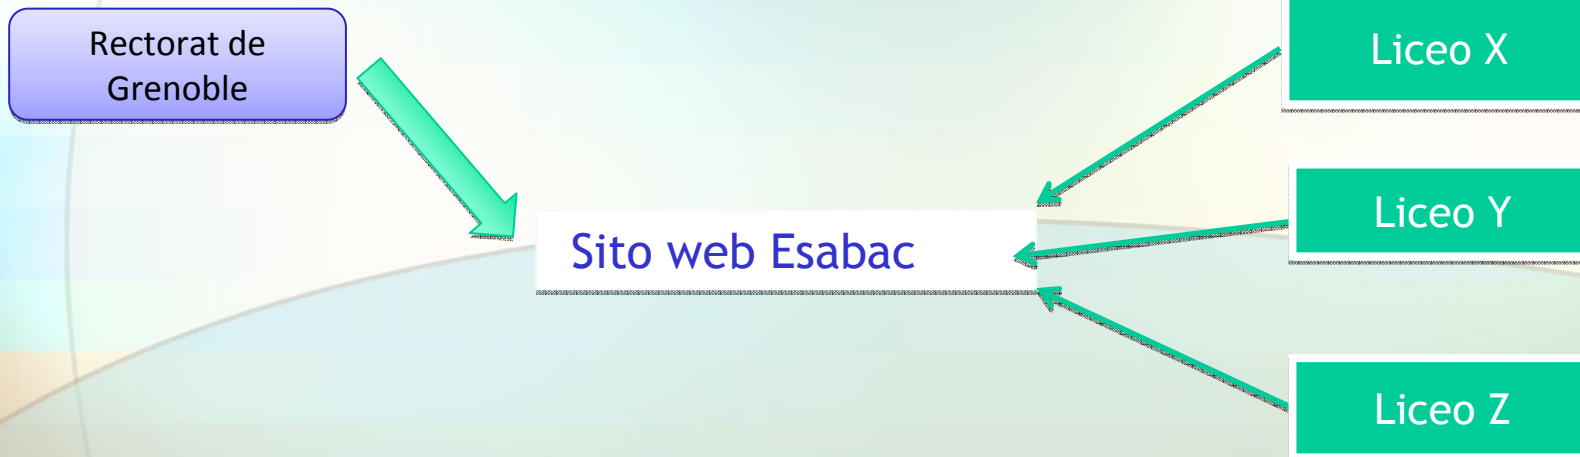 Rectorat de
Grenoble
Liceo X
Liceo Y
Sito web Esabac
Liceo Z